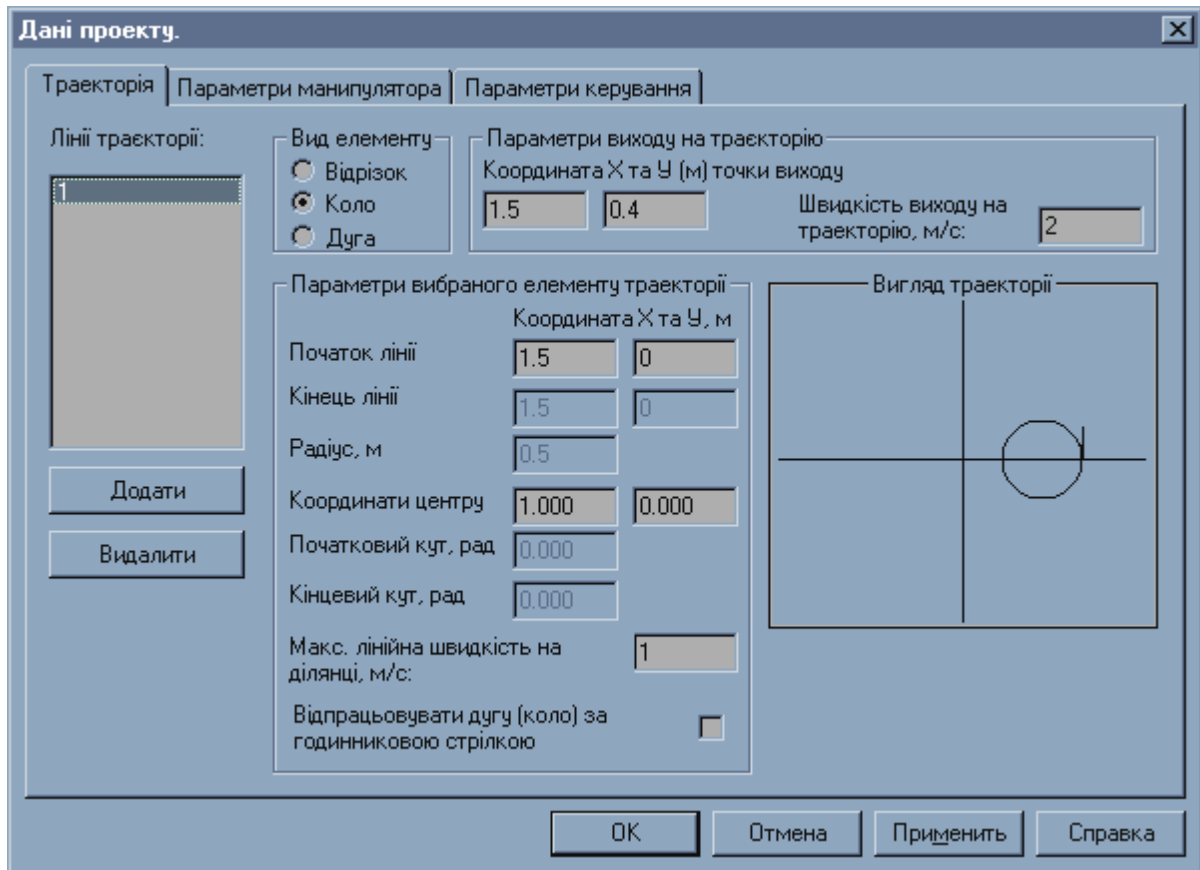 Дані проекту.
Траекторія Параметри манипулятора Параметри керування
Лінії траєкторії:
1
Додати
Видалити
Вид елементу
Відрізок
Коло
Дуга
Параметри виходу на траєкторію
Координата X та У (м) точки виходу
1.5 0.4
Швидкість виходу на
траекторію, м/с:
2
Параметри вибраного елементу траекторії
Координата X та У, м
Початок лінії 1.5 0
Кінець лінії 1.5 0
Радіус, м 0.5
Координати центру 1.000 0.000
Початковий кут, рад 0.000
Кінцевий кут, рад 0.000
Макс. лінійна швидкість на
ділянці, м/с:
1
Відпрацьовувати дугу (коло) за
годинниковою стрілкою
Вигляд траекторії
OK Отмена Применить Справка